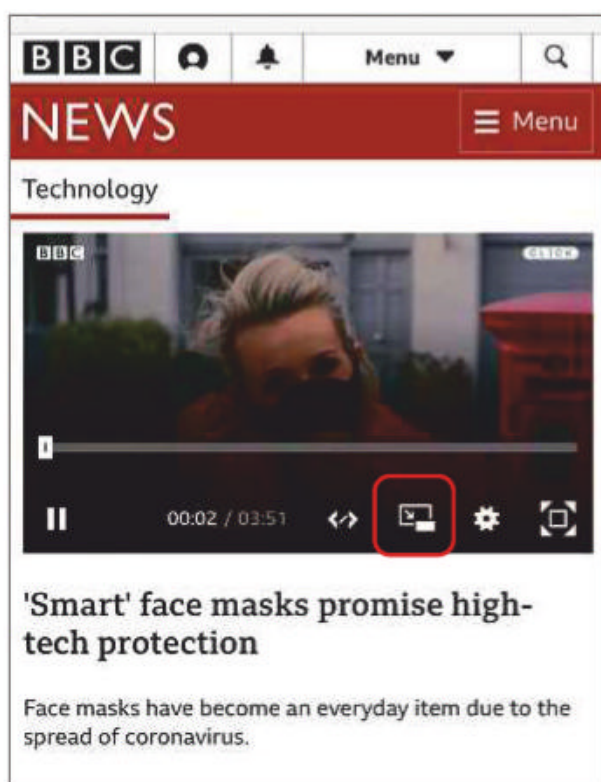 BBC Menu
NEWS Menu
Technology
BBC CLICK
00:02 / 03:51
'Smart' face masks promise high-
tech protection
Face masks have become an everyday item due to the
spread of coronavirus.